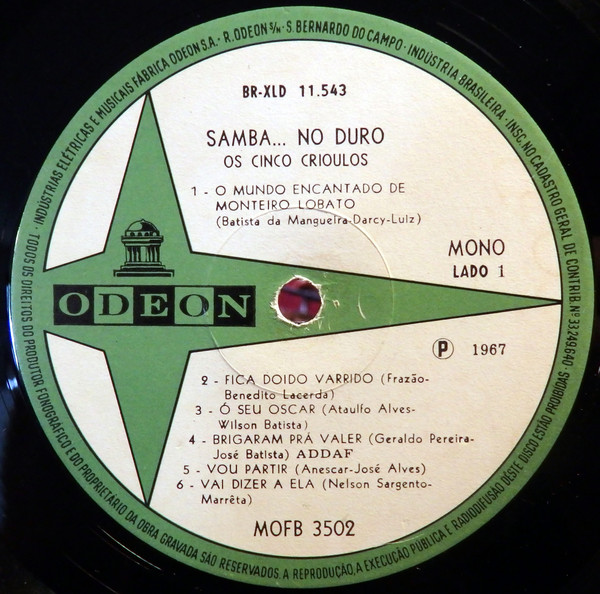 INDÚSTRIAS ELÉTRICAS E MUSICAIS FÁBRICA ODEON S.A. - R. ODEON S/N - S. BERNARDO DO CAMPO - INDÚSTRIA BRASILEIRA - INSC. NO CADASTRO GERAL DE CONTRIB. Nº 33249640 -
BR-XLD 11.543
SAMBA... NO DURO
OS CINCO CRIOULOS
1 - O MUNDO ENCANTADO DE
MONTEIRO LOBATO
(Batista da Mangueira-Darcy-Luiz)
MONO
LADO 1
ODEON
℗ 1967
2 - FICA DOIDO VARRIDO (Frazão-
Benedito Lacerda)
3 - Ó SEU OSCAR (Ataulfo Alves-
Wilson Batista)
4 - BRIGARAM PRÁ VALER (Geraldo Pereira-
José Batista) ADDAF
5 - VOU PARTIR (Anescar-José Alves)
6 - VAI DIZER A ELA (Nelson Sargento-
Marrêta)
MOFB 3502
TODOS OS DIREITOS DO PRODUTOR FONOGRÁFICO E DO PROPRIETÁRIO DA OBRA GRAVADA SÃO RESERVADOS. A REPRODUÇÃO, A EXECUÇÃO PÚBLICA E RADIODIFUSÃO DESTE DISCO ESTÃO PROIBIDAS -